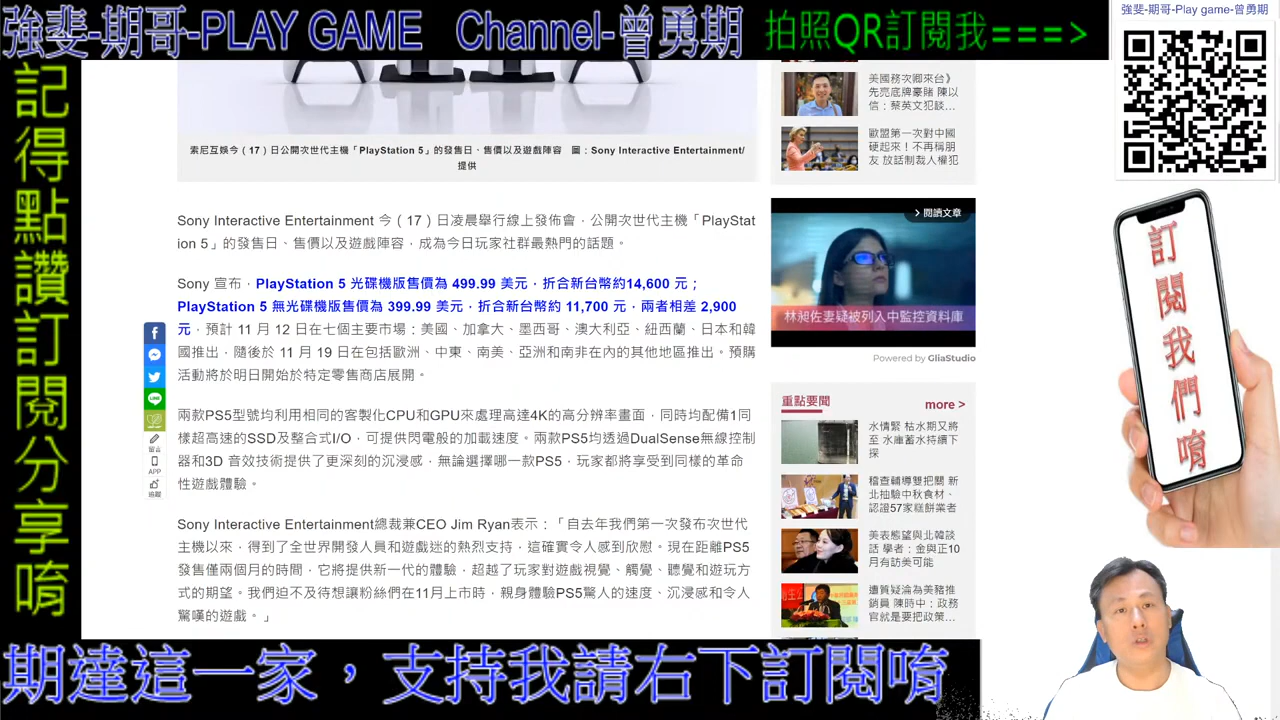 強斐-期哥-PLAY GAME Channel-曾勇期
拍照QR訂閱我===>
強斐-期哥-Play game-曾勇期
記得點讚訂閱分享唷
索尼互娛今（17）日公開次世代主機「PlayStation 5」的發售日、售價以及遊戲陣容　圖：Sony Interactive Entertainment/
提供
Sony Interactive Entertainment 今（17）日凌晨舉行線上發佈會，公開次世代主機「PlayStat
ion 5」的發售日、售價以及遊戲陣容，成為今日玩家社群最熱門的話題。
Sony 宣布，PlayStation 5 光碟機版售價為 499.99 美元，折合新台幣約14,600 元；
PlayStation 5 無光碟機版售價為 399.99 美元，折合新台幣約 11,700 元，兩者相差 2,900
元，預計 11 月 12 日在七個主要市場：美國、加拿大、墨西哥、澳大利亞、紐西蘭、日本和韓
國推出，隨後於 11 月 19 日在包括歐洲、中東、南美、亞洲和南非在內的其他地區推出。預購
活動將於明日開始於特定零售商店展開。
兩款PS5型號均利用相同的客製化CPU和GPU來處理高達4K的高分辨率畫面，同時均配備1同
樣超高速的SSD及整合式I/O，可提供閃電般的加載速度。兩款PS5均透過DualSense無線控制
器和3D 音效技術提供了更深刻的沉浸感，無論選擇哪一款PS5，玩家都將享受到同樣的革命
性遊戲體驗。
Sony Interactive Entertainment總裁兼CEO Jim Ryan表示：「自去年我們第一次發布次世代
主機以來，得到了全世界開發人員和遊戲迷的熱烈支持，這確實令人感到欣慰。現在距離PS5
發售僅兩個月的時間，它將提供新一代的體驗，超越了玩家對遊戲視覺、觸覺、聽覺和遊玩方
式的期望。我們迫不及待想讓粉絲們在11月上市時，親身體驗PS5驚人的速度、沉浸感和令人
驚嘆的遊戲。」
留言
APP
追蹤
美國務次卿來台》
先亮底牌豪賭 陳以
信：蔡英文犯談...
歐盟第一次對中國
硬起來！不再稱朋
友 放話制裁人權犯
> 閱讀文章
林昶佐妻疑被列入中監控資料庫
Powered by GliaStudio
重點要聞
more >
水情緊 枯水期又將
至 水庫蓄水持續下
探
稽查輔導雙把關 新
北抽驗中秋食材、
認證57家糕餅業者
美表態望與北韓談
話 學者：金與正10
月有訪美可能
遭質疑淪為美豬推
銷員 陳時中：政務
官就是要把政策...
訂閱我們唷
期達這一家，支持我請右下訂閱唷